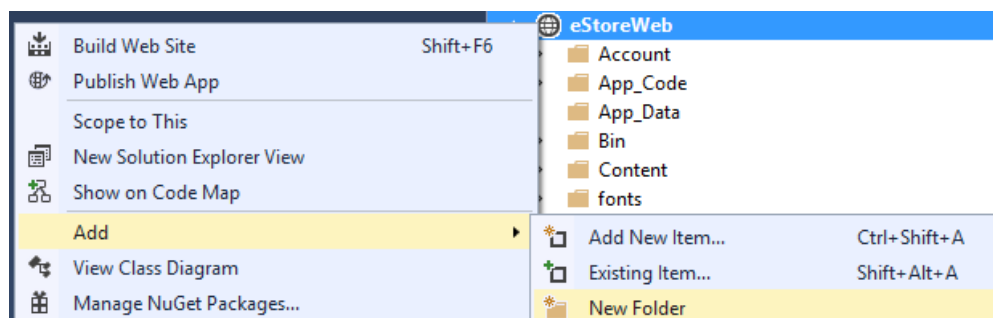 eStoreWeb
Account
App_Code
App_Data
Bin
Content
fonts
Build Web Site Shift+F6
Publish Web App
Scope to This
New Solution Explorer View
Show on Code Map
Add
View Class Diagram
Manage NuGet Packages...
Add New Item... Ctrl+Shift+A
Existing Item... Shift+Alt+A
New Folder